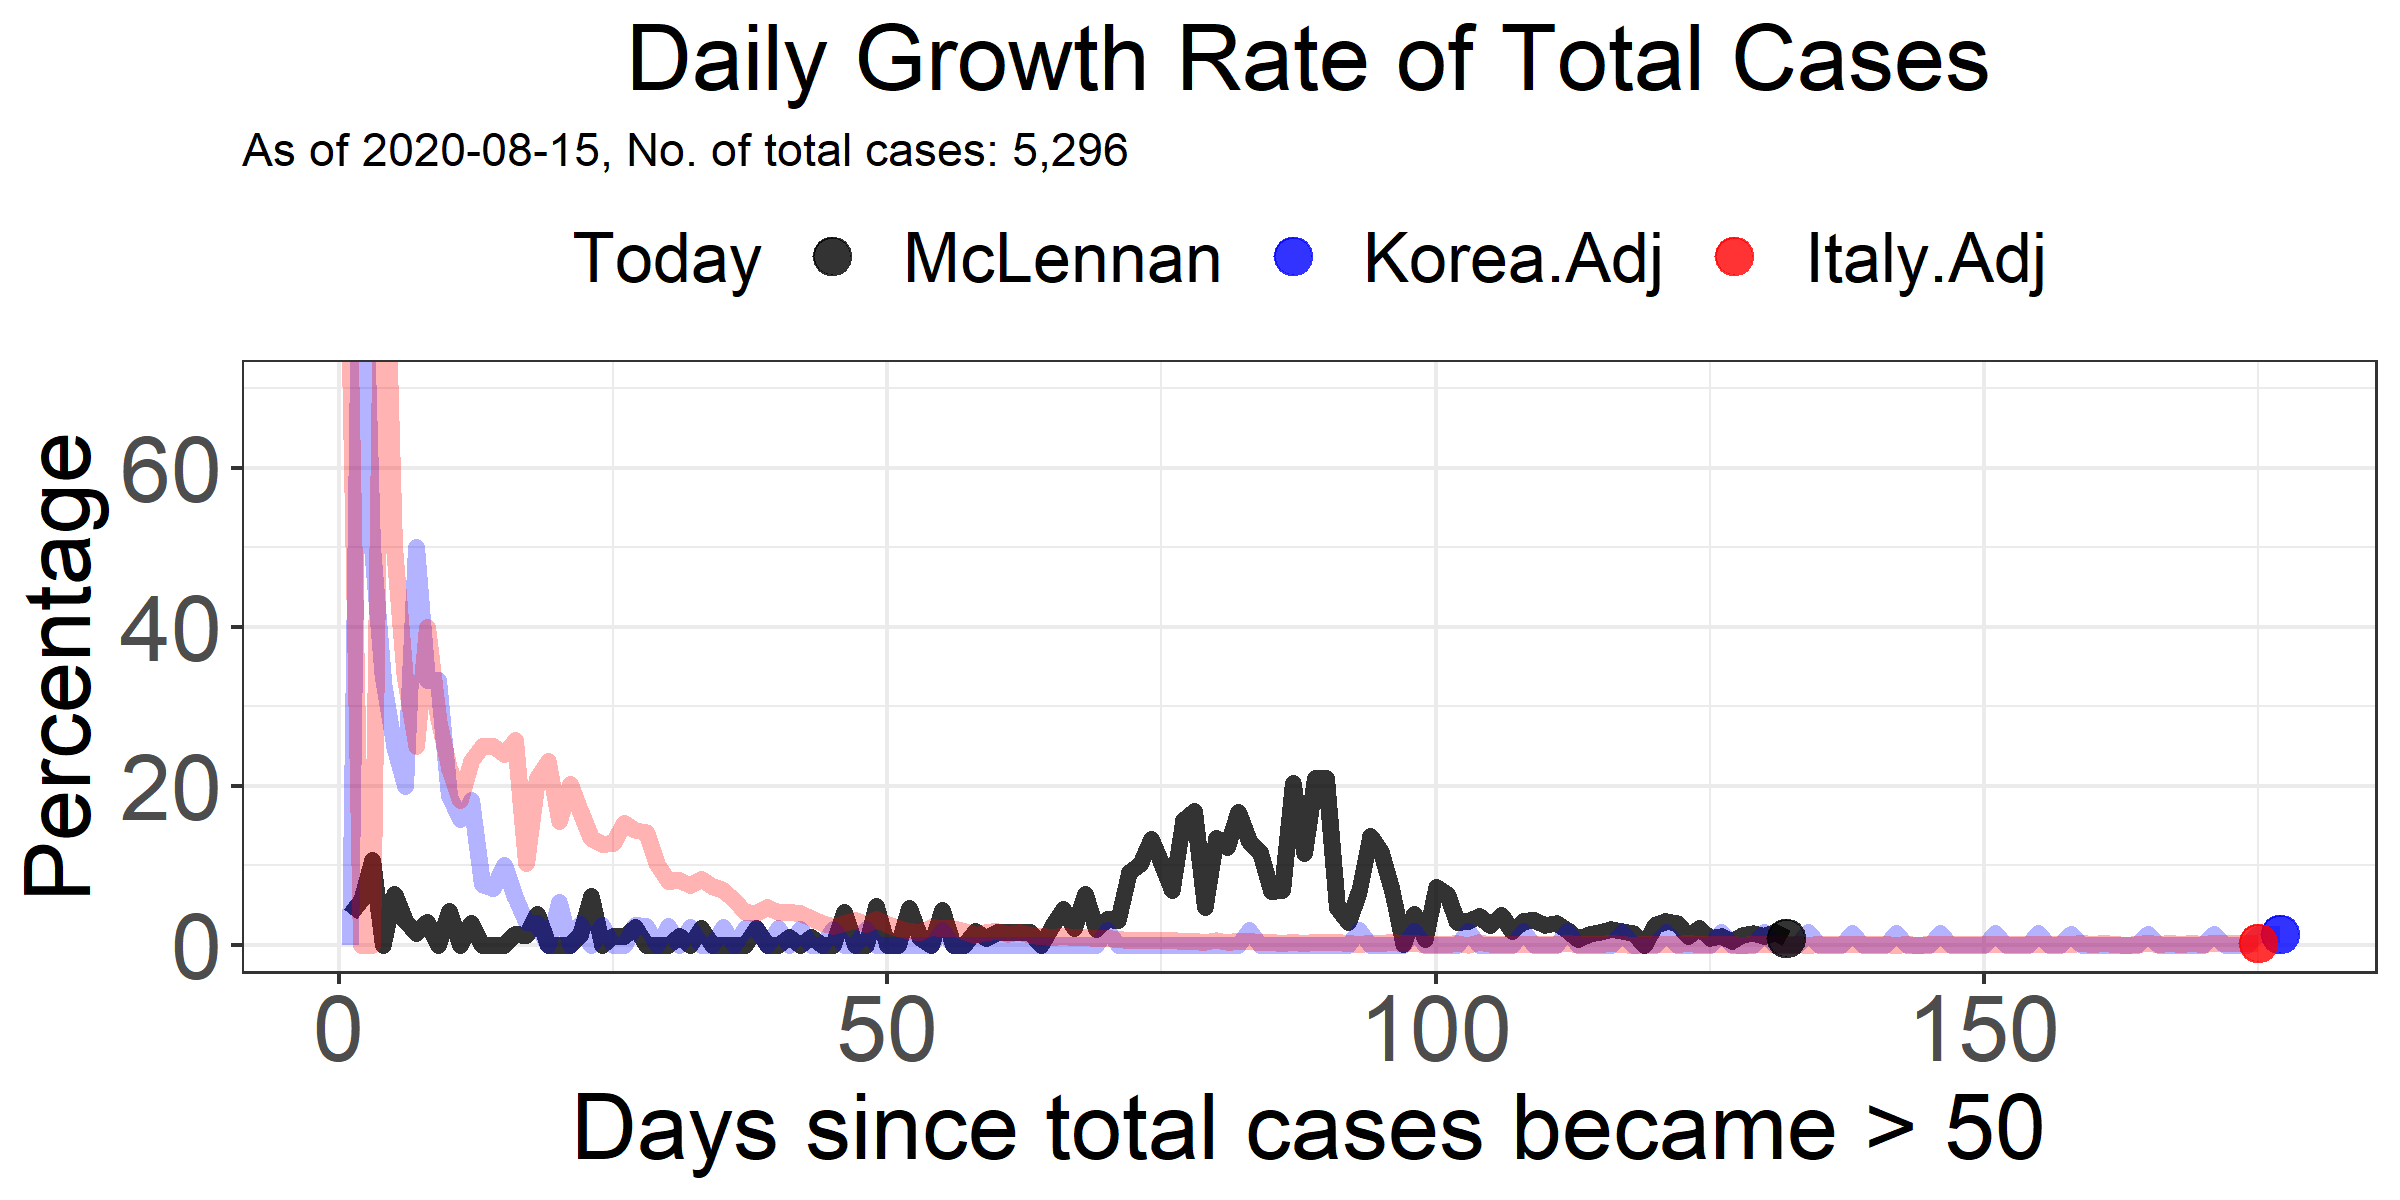 Daily Growth Rate of Total Cases
As of 2020-08-15, No. of total cases: 5,296
Today McLennan Korea.Adj Italy.Adj
Percentage
60
40
20
0
0 50 100 150
Days since total cases became > 50